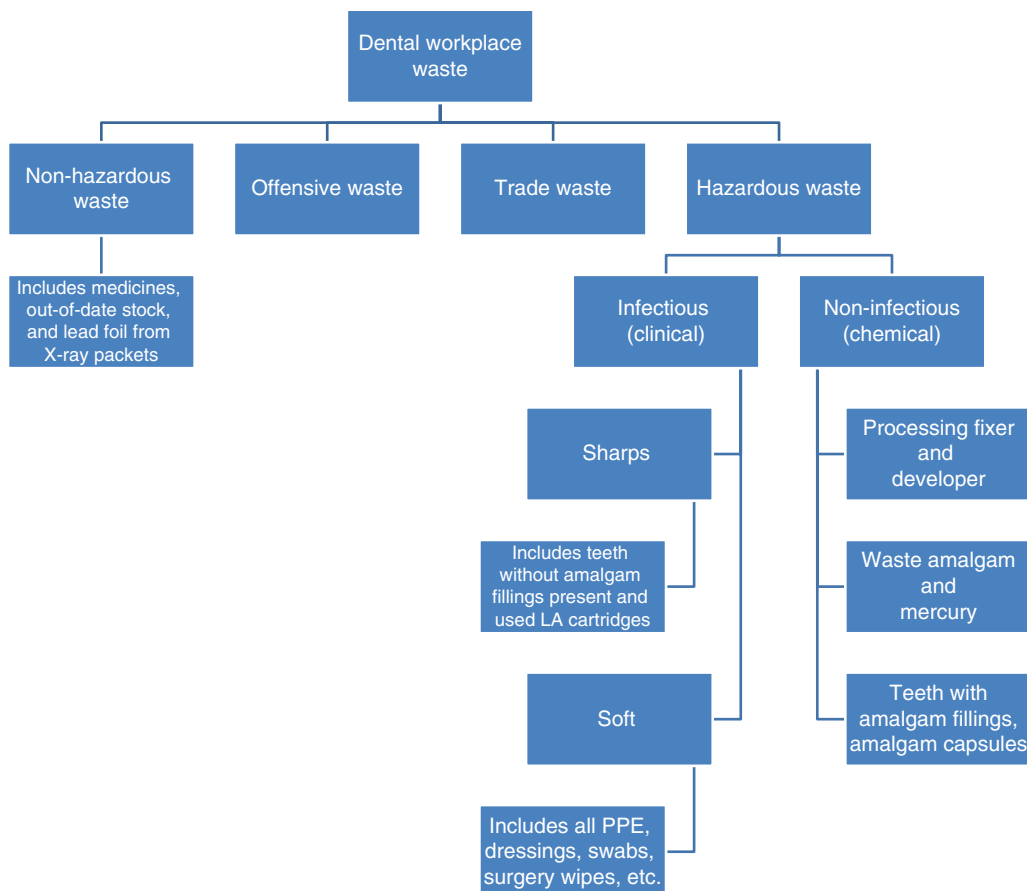 Dental workplace
waste
Non-hazardous
waste
Offensive waste
Trade waste
Hazardous waste
Includes medicines,
out-of-date stock,
and lead foil from
X-ray packets
Infectious
(clinical)
Non-infectious
(chemical)
Sharps
Processing fixer
and
developer
Includes teeth
without amalgam
fillings present and
used LA cartridges
Waste amalgam
and
mercury
Soft
Teeth with
amalgam fillings,
amalgam capsules
Includes all PPE,
dressings, swabs,
surgery wipes, etc.